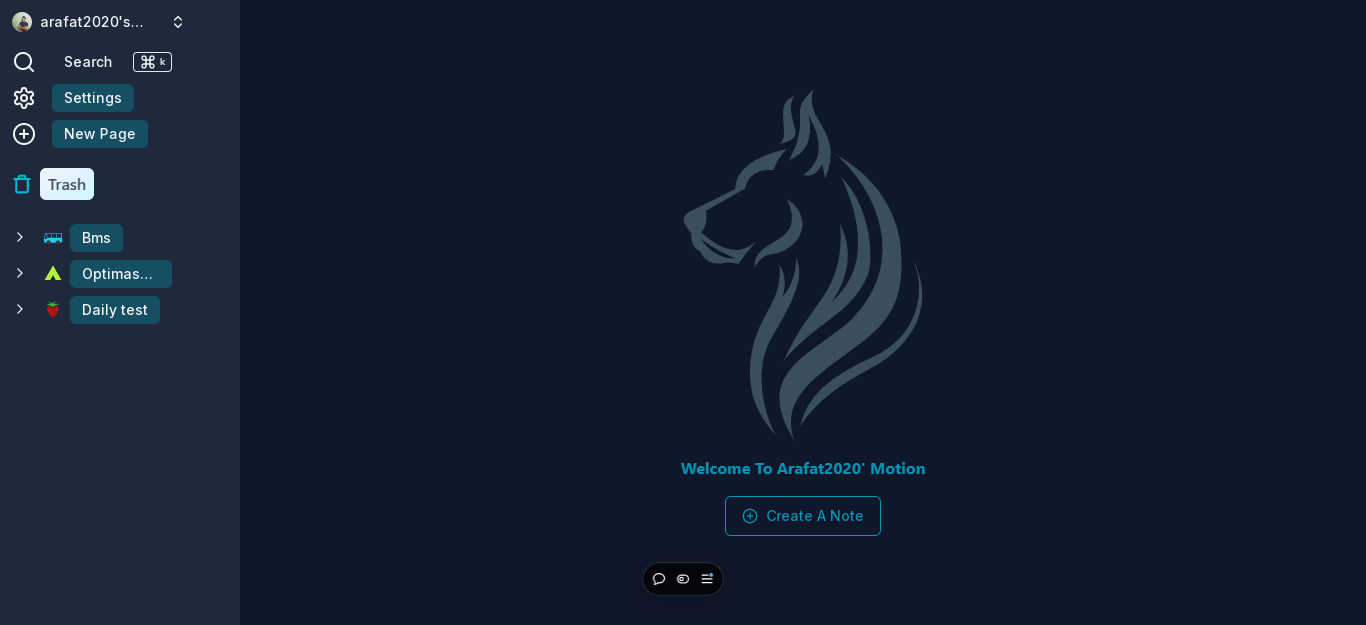 arafat2020's...
Search ⌘ k
Settings
New Page
Trash
Bms
Optimas...
Daily test
Welcome To Arafat2020' Motion
Create A Note